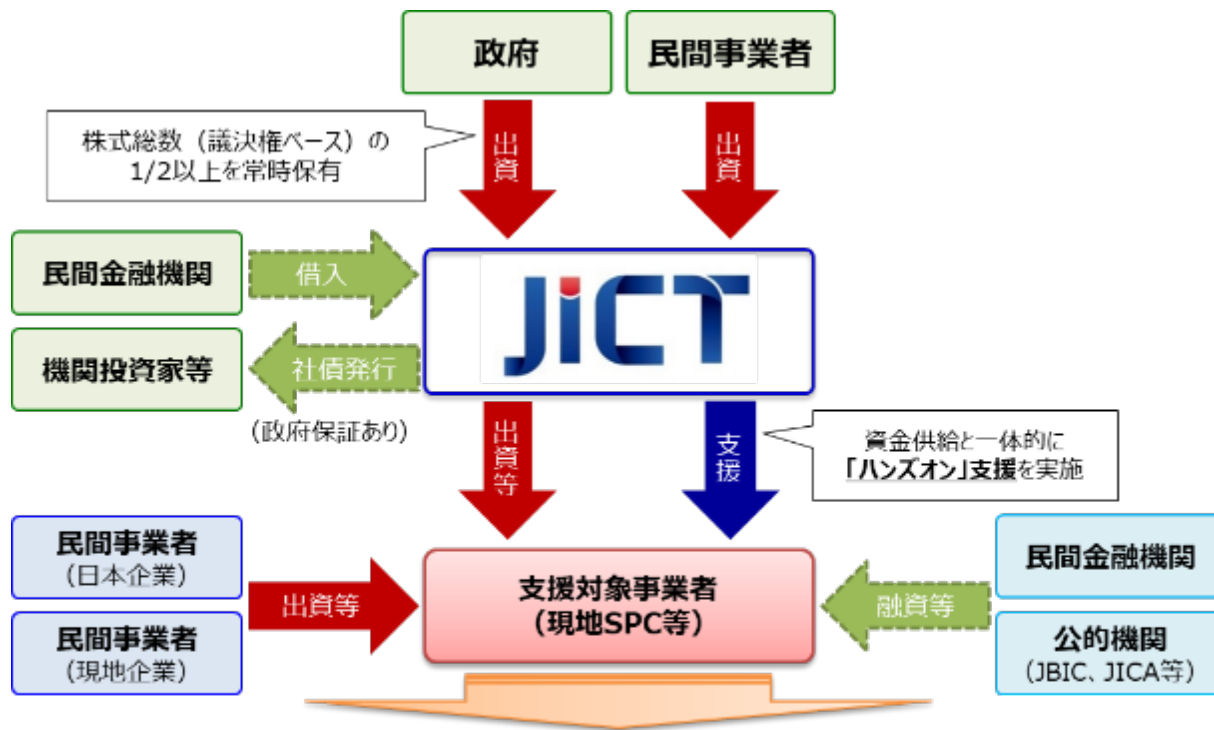 政府
民間事業者
株式総数（議決権ベース）の
1/2以上を常時保有
出資
出資
民間金融機関
借入
JiCT
機関投資家等
社債発行
(政府保証あり)
出資等
支援
資金供給と一体的に
「ハンズオン」支援を実施
民間事業者
（日本企業）
出資等
民間事業者
（現地企業）
支援対象事業者
（現地SPC等）
融資等
民間金融機関
公的機関
（JBIC、JICA等）